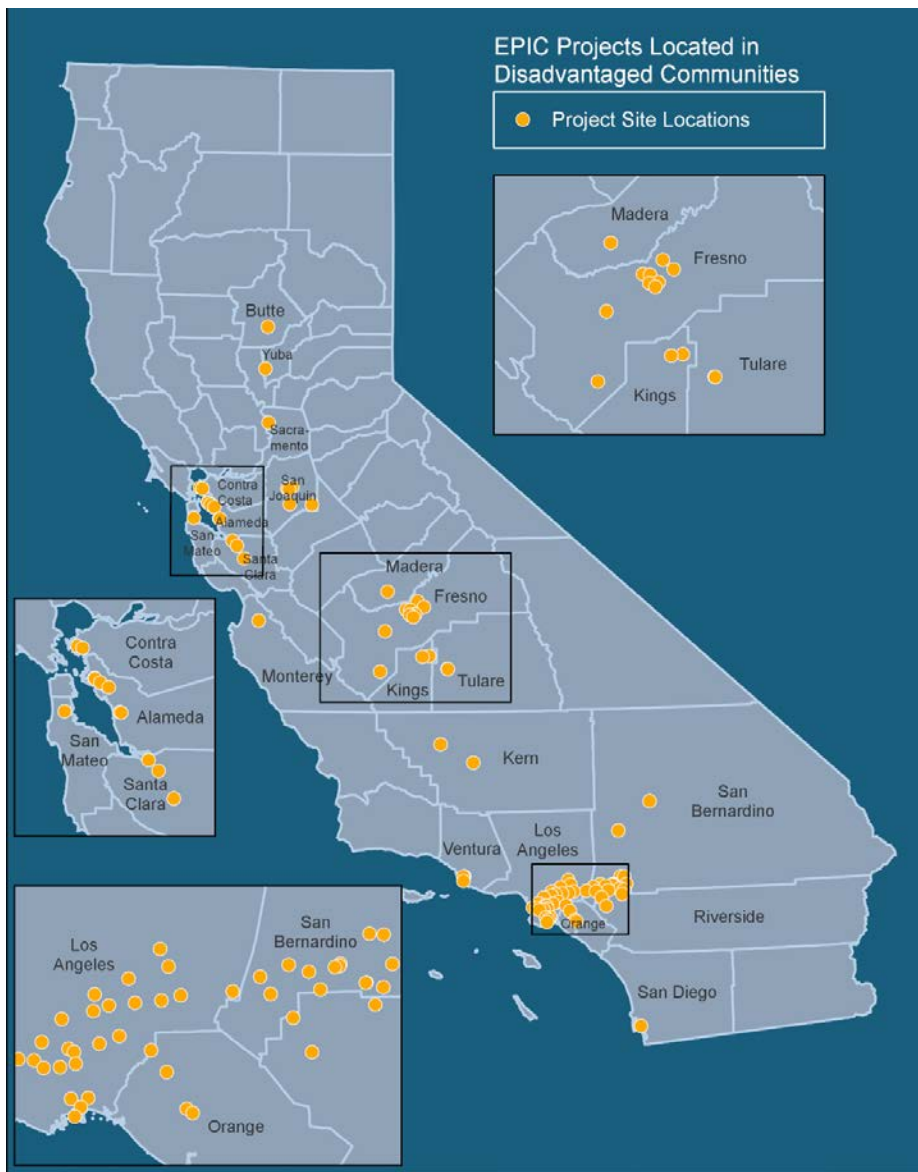 EPIC Projects Located in
Disadvantaged Communities
Project Site Locations
Madera
Fresno
Tulare
Kings
Butte
Yuba
Sacra-
mento
Contra
Costa
San
Joaquin
Alameda
San
Mateo
Santa
Clara
Madera
Fresno
Monterey
Kings
Tulare
Contra
Costa
Alameda
San
Mateo
Santa
Clara
Kern
San
Bernardino
Ventura
Los
Angeles
Orange
Riverside
San Diego
Los
Angeles
San
Bernardino
Orange